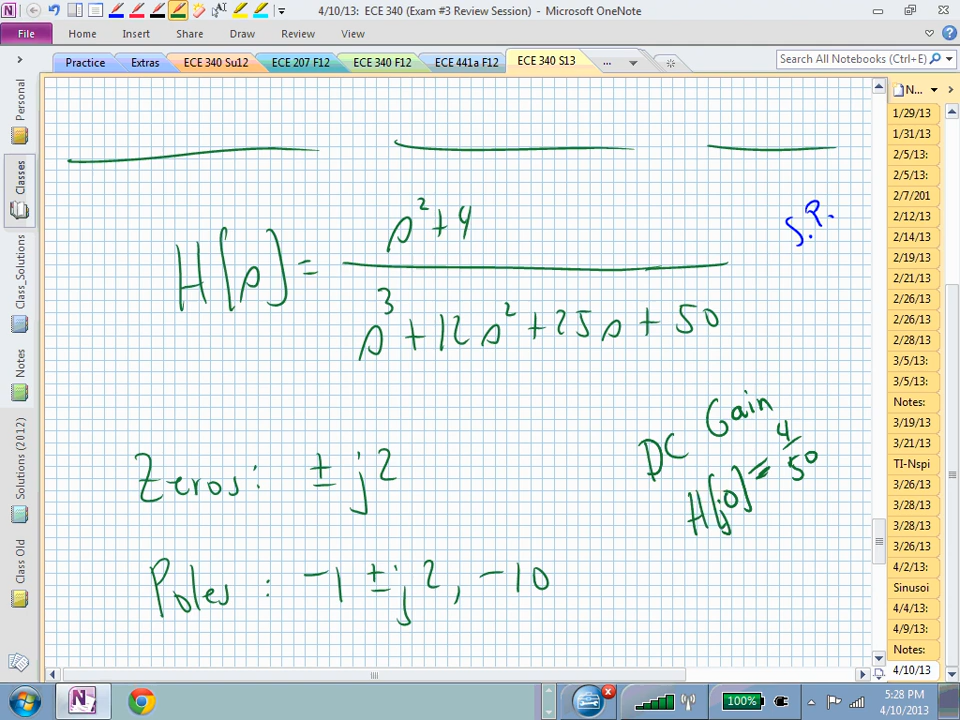 4/10/13: ECE 340 (Exam #3 Review Session) - Microsoft OneNote
File Home Insert Share Draw Review View
Practice Extras ECE 340 Su12 ECE 207 F12 ECE 340 F12 ECE 441a F12 ECE 340 S13 ...
Search All Notebooks (Ctrl+E)
Personal
Classes
Class_Solutions
Notes
Solutions (2012)
Class Old
S.P.
H(s) = (s² + 4) / (s³ + 12s² + 25s + 50)
DC Gain
H(j0) = 4/50
Zeros: ± j2
Poles: -1 ± j2, -10
N...
1/29/13
1/31/13
2/5/13:
2/5/13:
2/7/201
2/12/13
2/14/13
2/19/13
2/21/13
2/26/13
2/26/13
2/28/13
3/5/13:
3/5/13:
Notes:
3/19/13
3/21/13
TI-Nspi
3/26/13
3/28/13
3/28/13
3/26/13
4/2/13:
Sinusoi
4/4/13:
4/9/13:
Notes:
4/10/13
100%
5:28 PM
4/10/2013